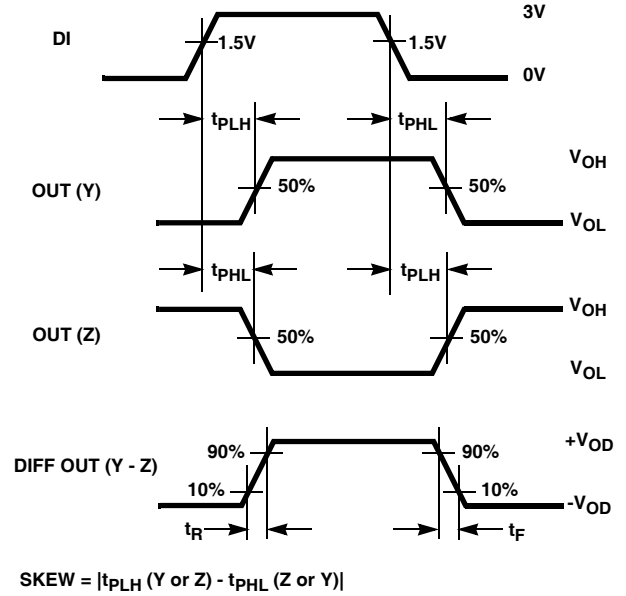 3V
DI
1.5V
1.5V
0V
tPLH
tPHL
VOH
OUT (Y)
50%
50%
VOL
tPHL
tPLH
VOH
OUT (Z)
50%
50%
VOL
+VOD
DIFF OUT (Y - Z)
90%
90%
10%
10%
-VOD
tR
tF
SKEW = |tPLH (Y or Z) - tPHL (Z or Y)|